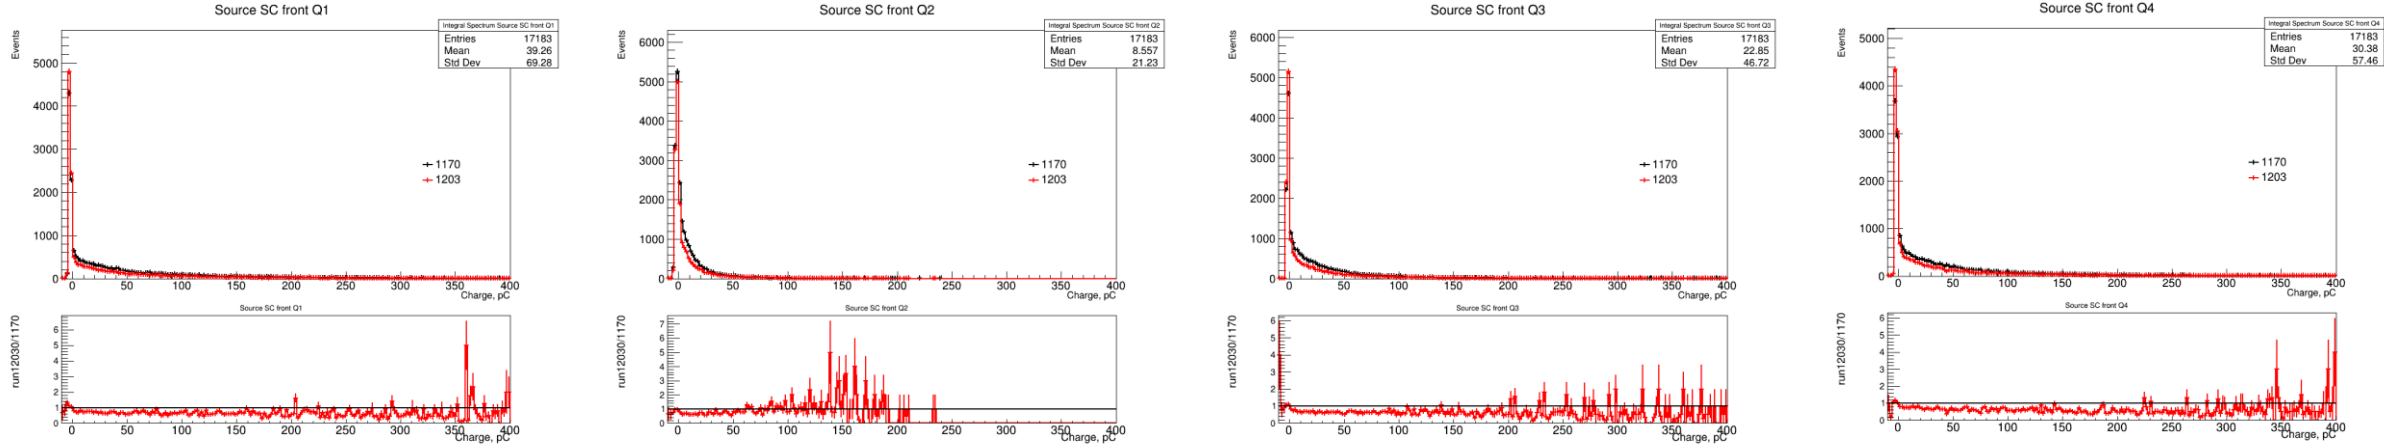 Source SC front Q1
Integral Spectrum Source SC front Q1
Entries 17183
Mean 39.26
Std Dev 69.28
Events
5000
4000
3000
2000
1000
0
1170
1203
0 50 100 150 200 250 300 350 400
Charge, pC
Source SC front Q1
run12030/1170
6
5
4
3
2
1
0
0 50 100 150 200 250 300 350 400
Charge, pC
Source SC front Q2
Integral Spectrum Source SC front Q2
Entries 17183
Mean 8.557
Std Dev 21.23
Events
6000
5000
4000
3000
2000
1000
0
1170
1203
0 50 100 150 200 250 300 350 400
Charge, pC
Source SC front Q2
run12030/1170
7
6
5
4
3
2
1
0
0 50 100 150 200 250 300 350 400
Charge, pC
Source SC front Q3
Integral Spectrum Source SC front Q3
Entries 17183
Mean 22.85
Std Dev 46.72
Events
6000
5000
4000
3000
2000
1000
0
1170
1203
0 50 100 150 200 250 300 350 400
Charge, pC
Source SC front Q3
run12030/1170
6
5
4
3
2
1
0
0 50 100 150 200 250 300 350 400
Charge, pC
Source SC front Q4
Integral Spectrum Source SC front Q4
Entries 17183
Mean 30.38
Std Dev 57.46
Events
5000
4000
3000
2000
1000
0
1170
1203
0 50 100 150 200 250 300 350 400
Charge, pC
Source SC front Q4
run12030/1170
6
5
4
3
2
1
0
0 50 100 150 200 250 300 350 400
Charge, pC